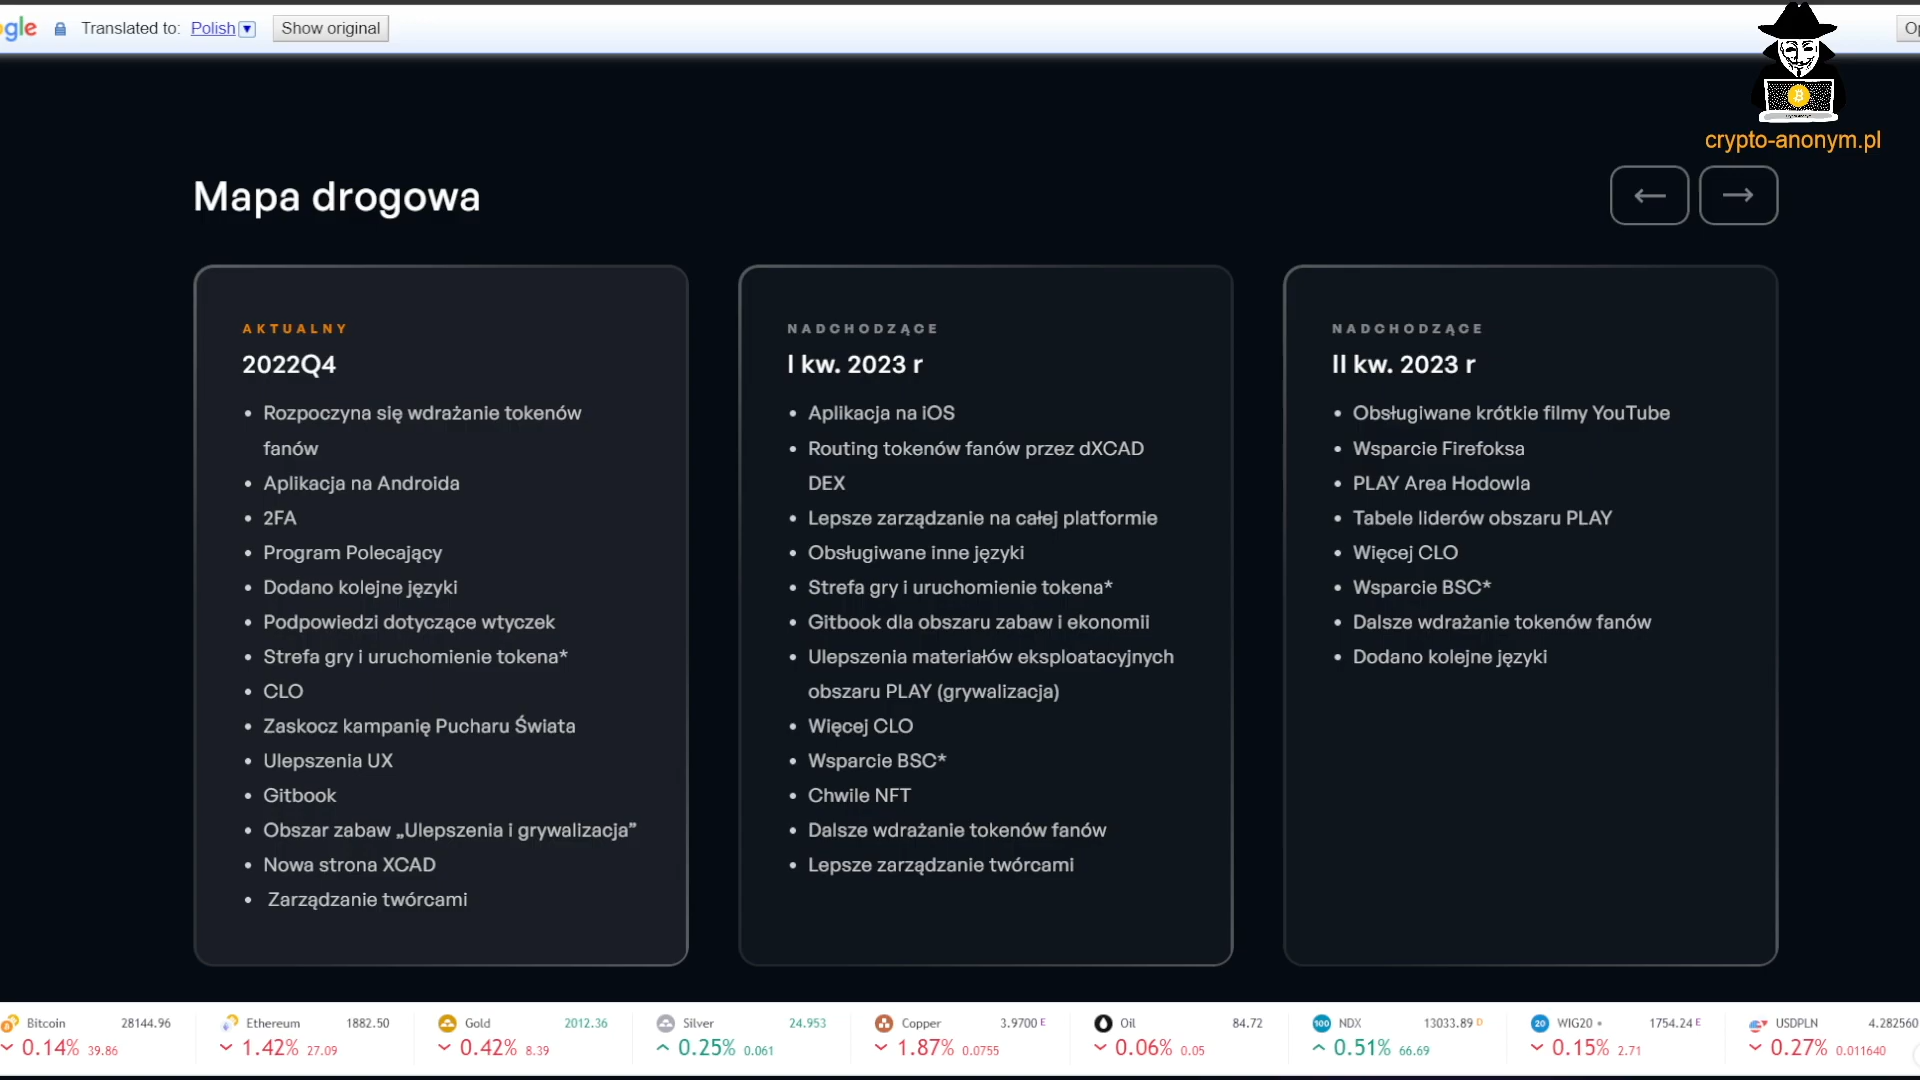 gle Translated to: Polish Show original
crypto-anonym.pl
Mapa drogowa
AKTUALNY
2022Q4
• Rozpoczyna się wdrażanie tokenów
fanów
• Aplikacja na Androida
• 2FA
• Program Polecający
• Dodano kolejne języki
• Podpowiedzi dotyczące wtyczek
• Strefa gry i uruchomienie tokena*
• CLO
• Zaskocz kampanię Pucharu Świata
• Ulepszenia UX
• Gitbook
• Obszar zabaw „Ulepszenia i grywalizacja”
• Nowa strona XCAD
• Zarządzanie twórcami
NADCHODZĄCE
I kw. 2023 r
• Aplikacja na iOS
• Routing tokenów fanów przez dXCAD
DEX
• Lepsze zarządzanie na całej platformie
• Obsługiwane inne języki
• Strefa gry i uruchomienie tokena*
• Gitbook dla obszaru zabaw i ekonomii
• Ulepszenia materiałów eksploatacyjnych
obszaru PLAY (grywalizacja)
• Więcej CLO
• Wsparcie BSC*
• Chwile NFT
• Dalsze wdrażanie tokenów fanów
• Lepsze zarządzanie twórcami
NADCHODZĄCE
II kw. 2023 r
• Obsługiwane krótkie filmy YouTube
• Wsparcie Firefoksa
• PLAY Area Hodowla
• Tabele liderów obszaru PLAY
• Więcej CLO
• Wsparcie BSC*
• Dalsze wdrażanie tokenów fanów
• Dodano kolejne języki
Bitcoin 28144.96
0.14% 39.86
Ethereum 1882.50
1.42% 27.09
Gold 2012.36
0.42% 8.39
Silver 24.953
0.25% 0.061
Copper 3.9700 E
1.87% 0.0755
Oil 84.72
0.06% 0.05
100 NDX 13033.89 D
0.51% 66.69
20 WIG20 1754.24 E
0.15% 2.71
USDPLN 4.282560
0.27% 0.011640